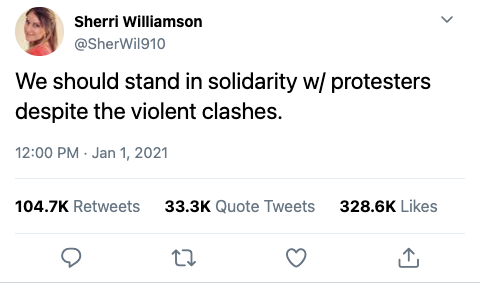 Sherri Williamson
@SherWil910
We should stand in solidarity w/ protesters
despite the violent clashes.
12:00 PM · Jan 1, 2021
104.7K Retweets 33.3K Quote Tweets 328.6K Likes